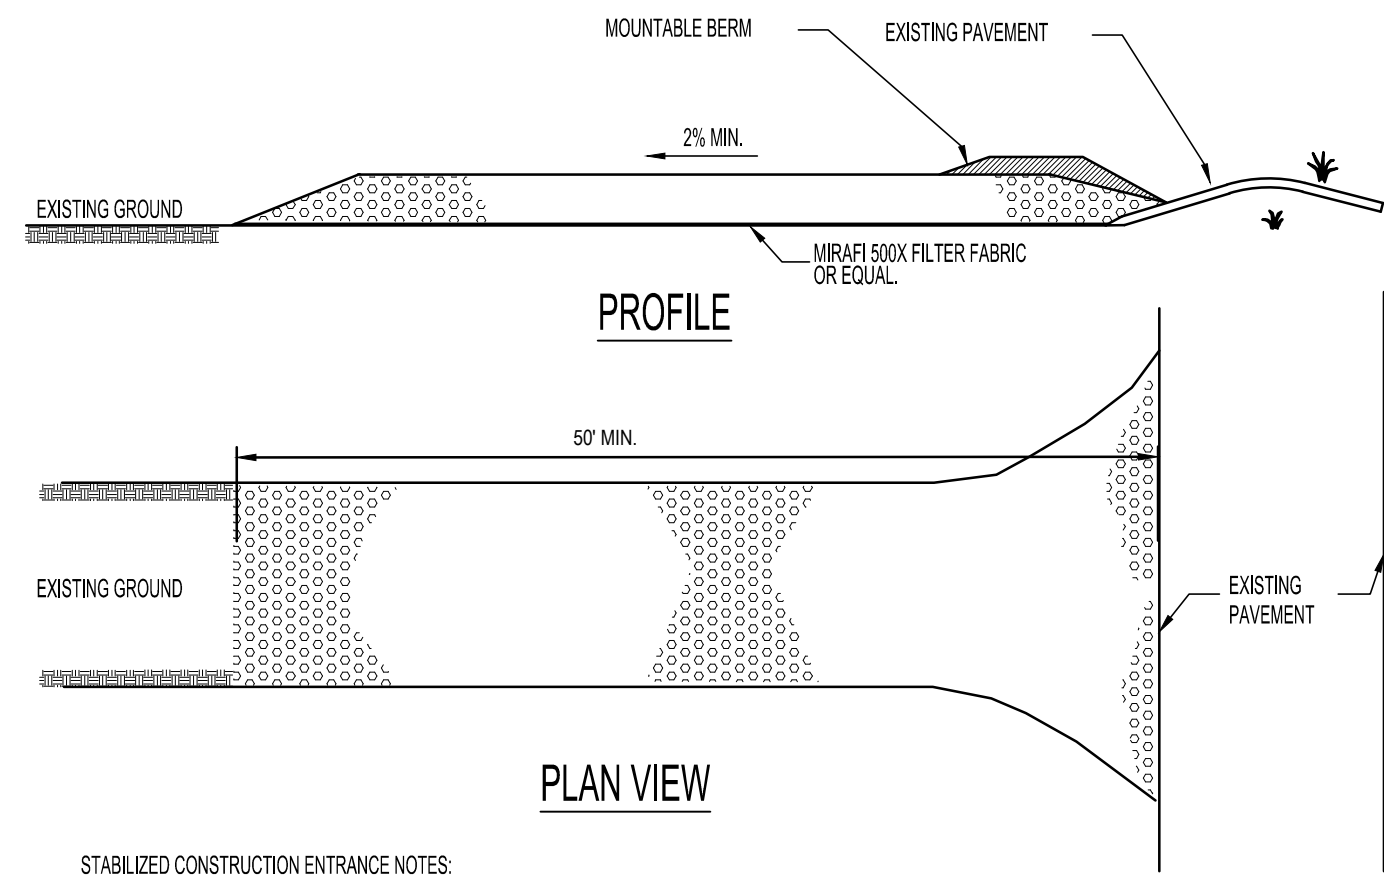 MOUNTABLE BERM
EXISTING PAVEMENT
2% MIN.
EXISTING GROUND
MIRAFI 500X FILTER FABRIC
OR EQUAL.
PROFILE
50' MIN.
EXISTING GROUND
EXISTING
PAVEMENT
PLAN VIEW
STABILIZED CONSTRUCTION ENTRANCE NOTES: